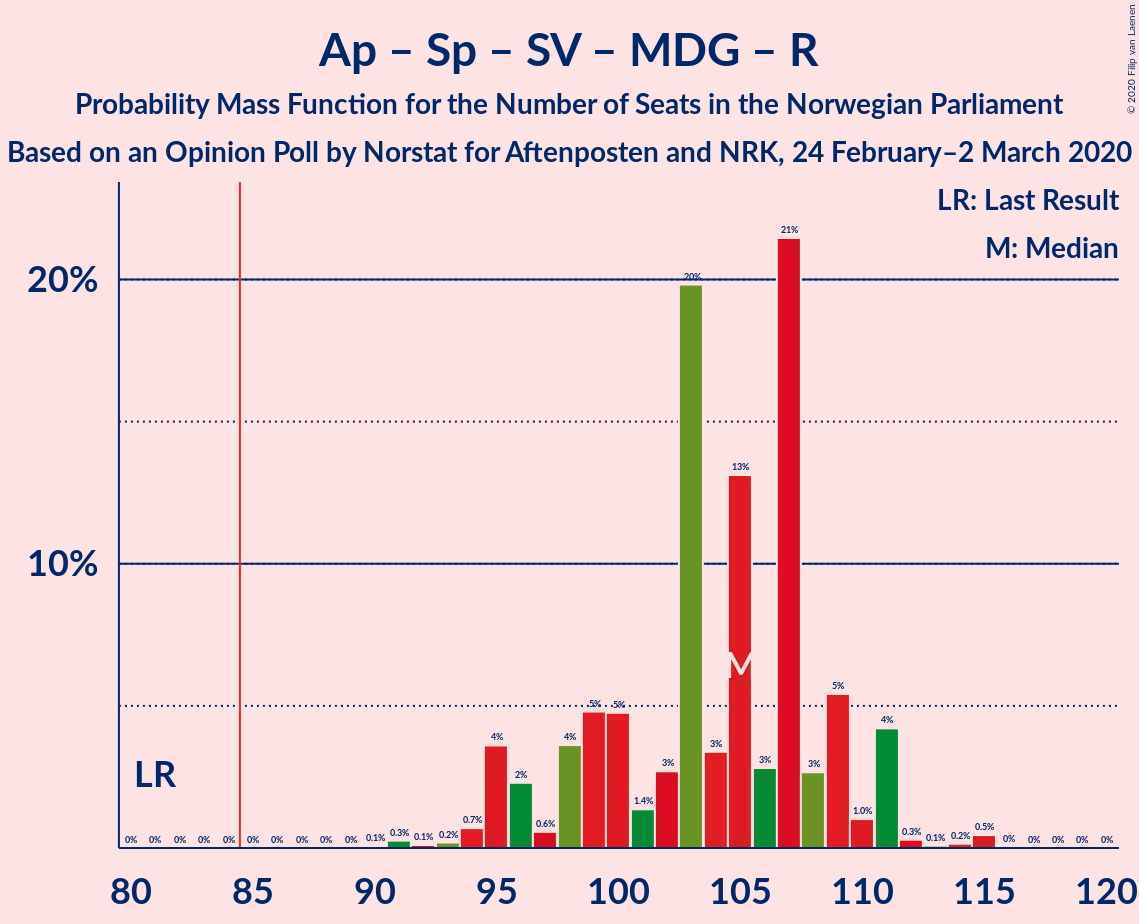 Ap – Sp – SV – MDG – R
Probability Mass Function for the Number of Seats in the Norwegian Parliament
Based on an Opinion Poll by Norstat for Aftenposten and NRK, 24 February–2 March 2020
© 2020 Filip van Laenen
LR: Last Result
M: Median
20%
10%
LR
M
0% 0% 0% 0% 0% 0% 0% 0% 0% 0% 0.1% 0.3% 0.1% 0.2% 0.7% 4% 2% 0.6% 4% 5% 5% 1.4% 3% 20% 3% 13% 3% 21% 3% 5% 1.0% 4% 0.3% 0.1% 0.2% 0.5% 0% 0% 0% 0% 0%
80 85 90 95 100 105 110 115 120